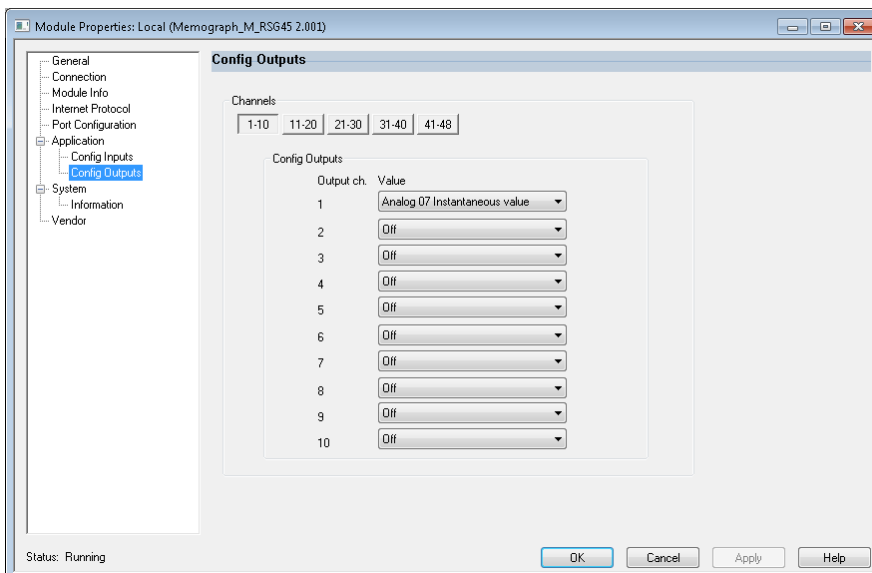 Module Properties: Local (Memograph_M_RSG45 2.001)
General
Connection
Module Info
Internet Protocol
Port Configuration
Application
Config Inputs
Config Outputs
System
Information
Vendor
Config Outputs
Channels
1-10 11-20 21-30 31-40 41-48
Config Outputs
Output ch. Value
1 Analog 07 Instantaneous value
2 Off
3 Off
4 Off
5 Off
6 Off
7 Off
8 Off
9 Off
10 Off
Status: Running
OK Cancel Apply Help